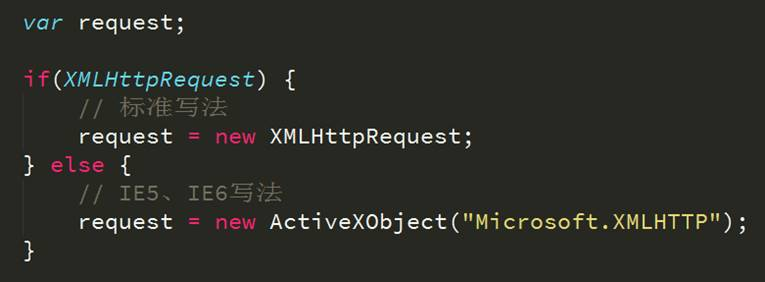 var request;
if(XMLHttpRequest) {
// 标准写法
request = new XMLHttpRequest;
} else {
// IE5、IE6写法
request = new ActiveXObject("Microsoft.XMLHTTP");
}